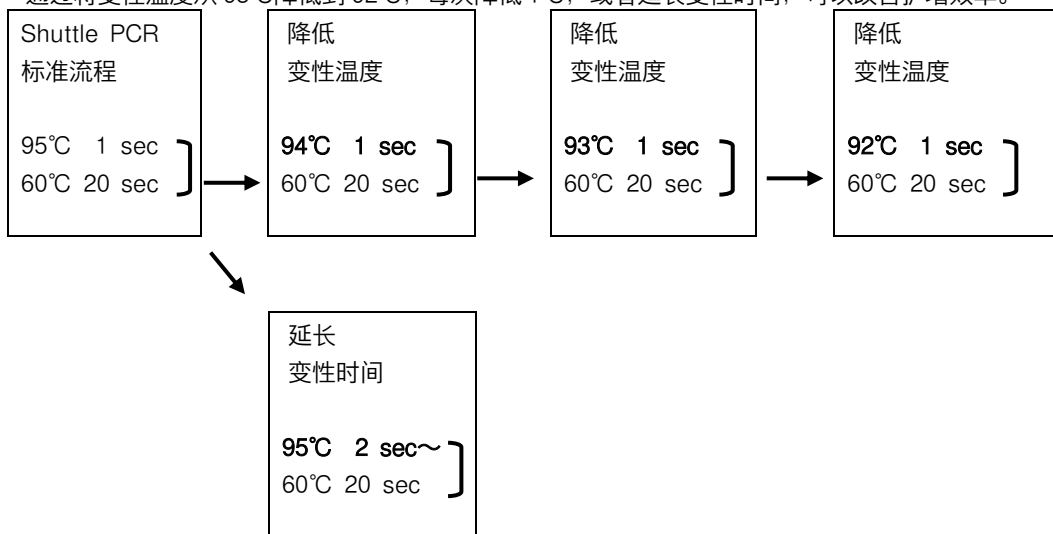 通过将变性温度从 95℃降低到 92℃，每次降低 1℃，或者延长变性时间，可以改善扩增效率。
Shuttle PCR
标准流程
95℃ 1 sec
60℃ 20 sec
降低
变性温度
94℃ 1 sec
60℃ 20 sec
降低
变性温度
93℃ 1 sec
60℃ 20 sec
降低
变性温度
92℃ 1 sec
60℃ 20 sec
延长
变性时间
95℃ 2 sec～
60℃ 20 sec